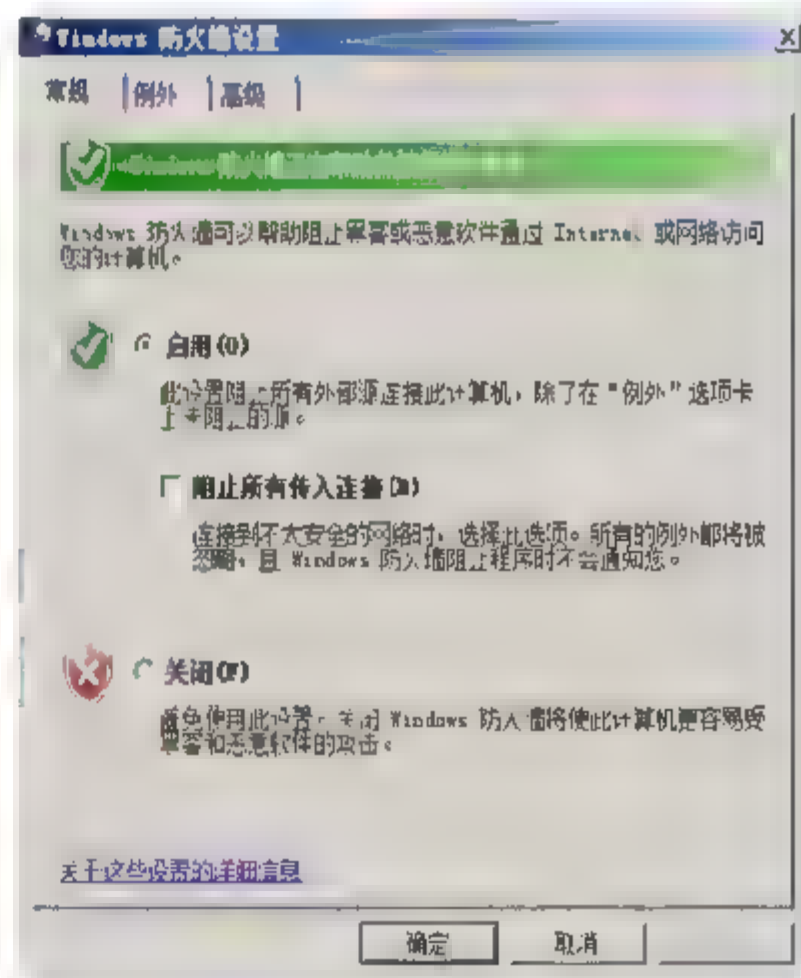 Windows 防火墙设置
常规 例外 高级
Windows 防火墙可以帮助阻止黑客或恶意软件通过 Internet 或网络访问
您的计算机。
启用(O)
此设置阻止所有外部源连接此计算机，除了在“例外”选项卡
上未阻止的源。
阻止所有传入连接(B)
连接到不太安全的网络时，选择此选项。所有的例外都将被
忽略，且 Windows 防火墙阻止程序时不会通知您。
关闭(F)
避免使用此设置。关闭 Windows 防火墙将使此计算机更容易受
黑客和恶意软件的攻击。
关于这些设置的详细信息
确定 取消